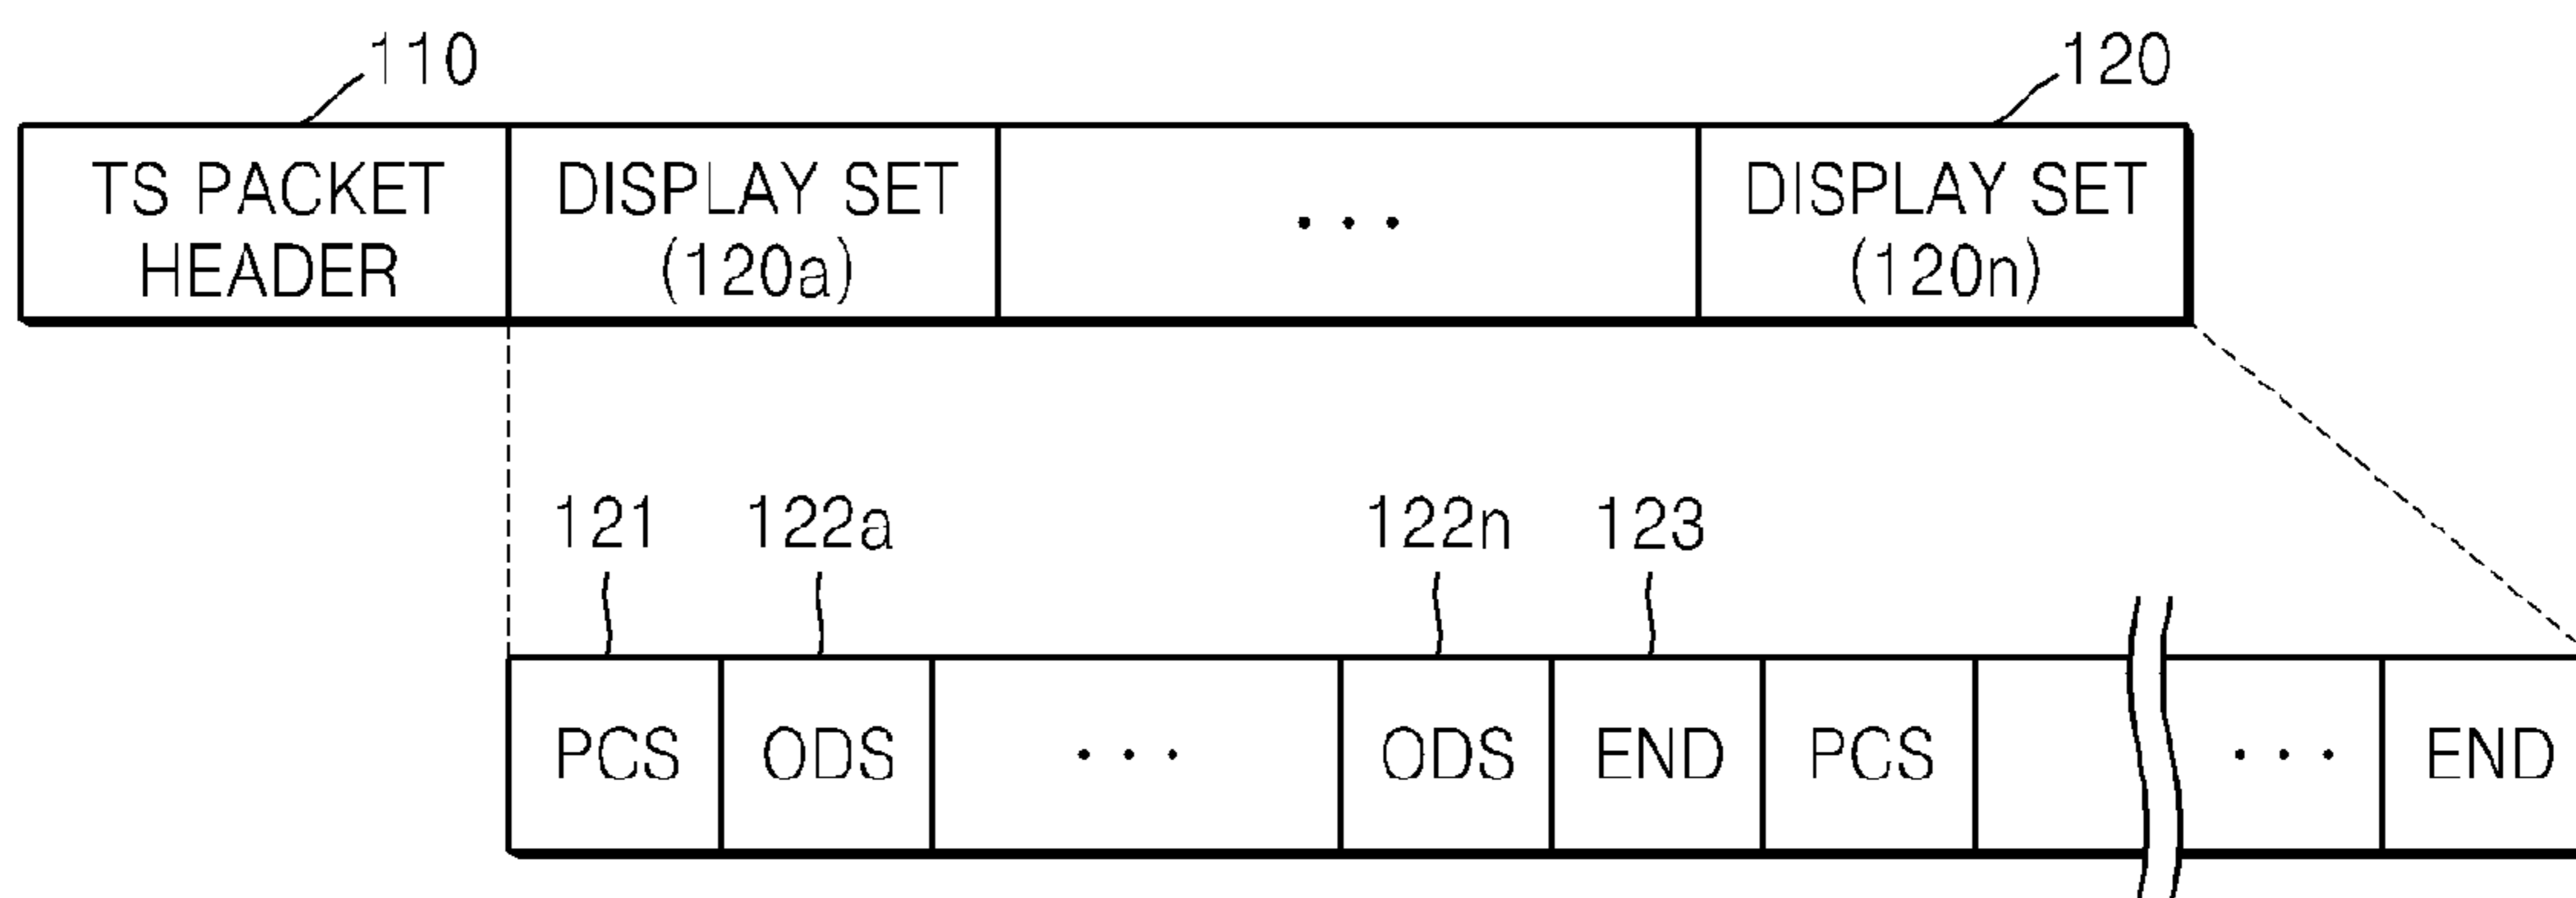 110
120
TS PACKET
HEADER
DISPLAY SET
(120a)
...
DISPLAY SET
(120n)
121
122a
122n
123
PCS
ODS
...
ODS
END
PCS
...
END